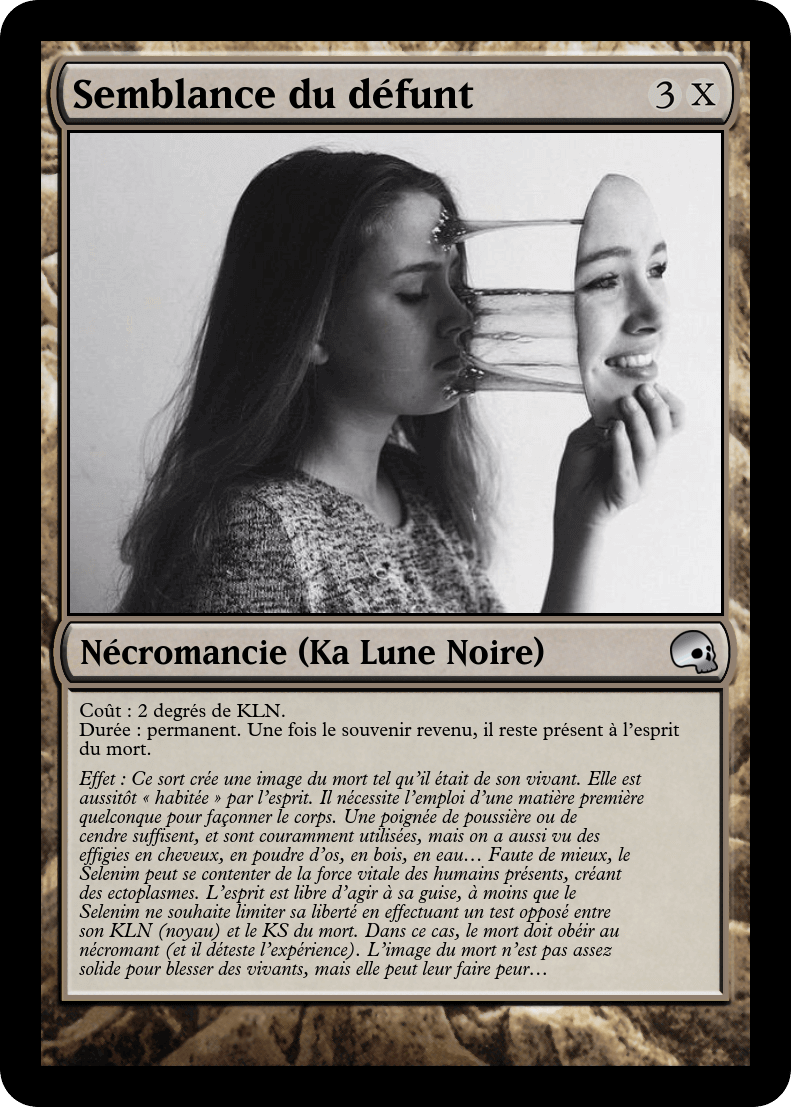 Semblance du défunt
3 X
Nécromancie (Ka Lune Noire)
Coût : 2 degrés de KLN.
Durée : permanent. Une fois le souvenir revenu, il reste présent à l'esprit
du mort.
Effet : Ce sort crée une image du mort tel qu'il était de son vivant. Elle est
aussitôt « habitée » par l'esprit. Il nécessite l'emploi d'une matière première
quelconque pour façonner le corps. Une poignée de poussière ou de
cendre suffisent, et sont couramment utilisées, mais on a aussi vu des
effigies en cheveux, en poudre d'os, en bois, en eau… Faute de mieux, le
Selenim peut se contenter de la force vitale des humains présents, créant
des ectoplasmes. L'esprit est libre d'agir à sa guise, à moins que le
Selenim ne souhaite limiter sa liberté en effectuant un test opposé entre
son KLN (noyau) et le KS du mort. Dans ce cas, le mort doit obéir au
nécromant (et il déteste l'expérience). L'image du mort n'est pas assez
solide pour blesser des vivants, mais elle peut leur faire peur…